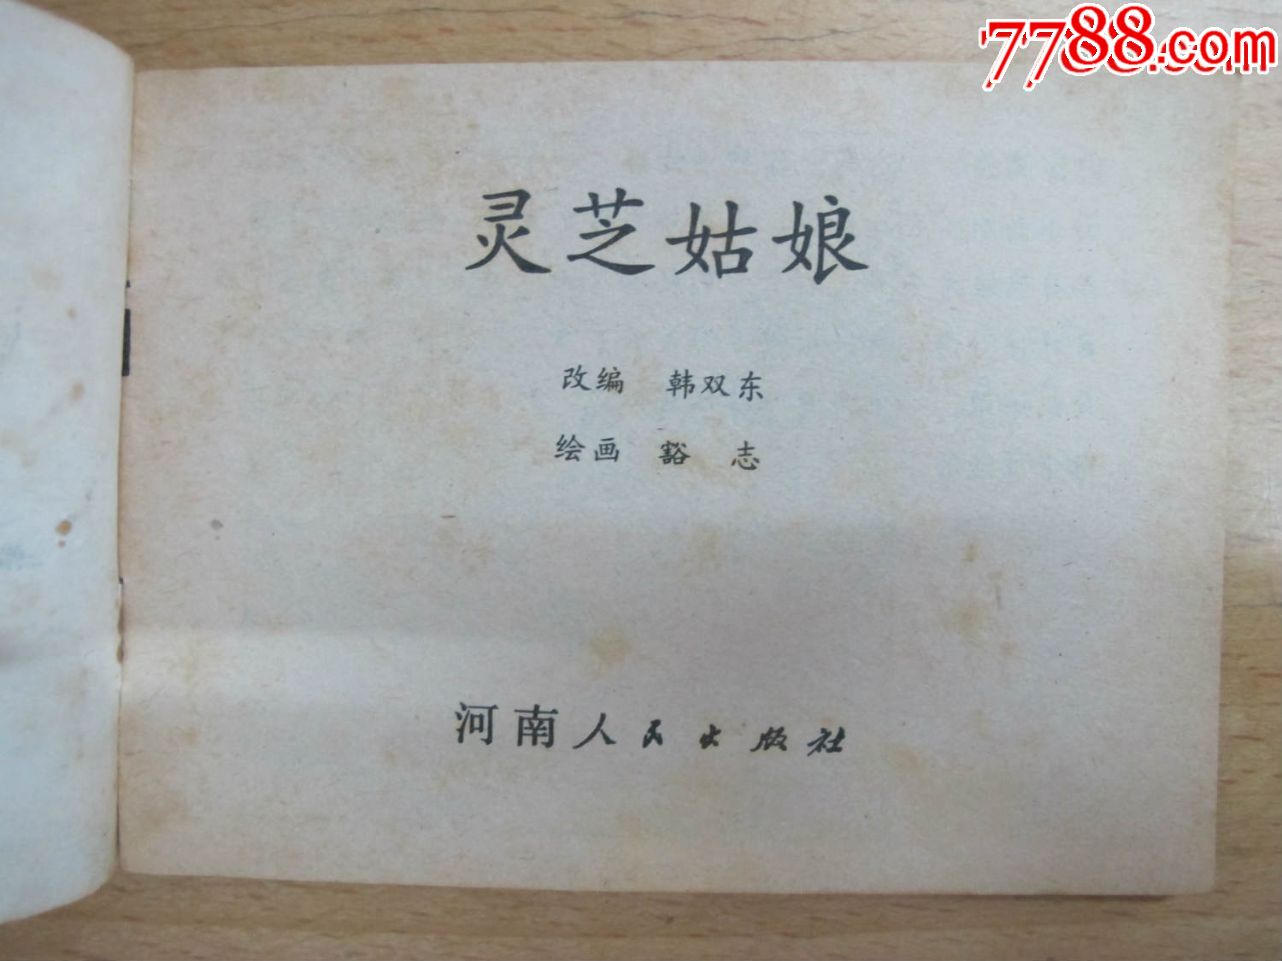 7788.com
灵芝姑娘
改编 韩双东
绘画 豁 志
河南人民出版社